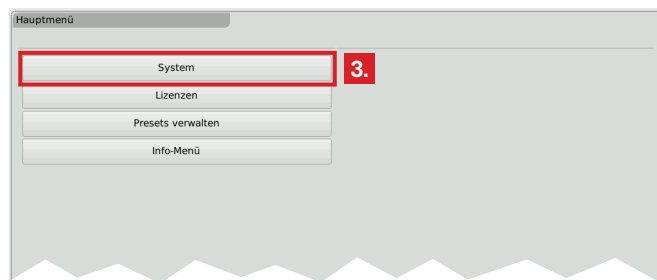 Hauptmenü
System
3.
Lizenzen
Presets verwalten
Info-Menü